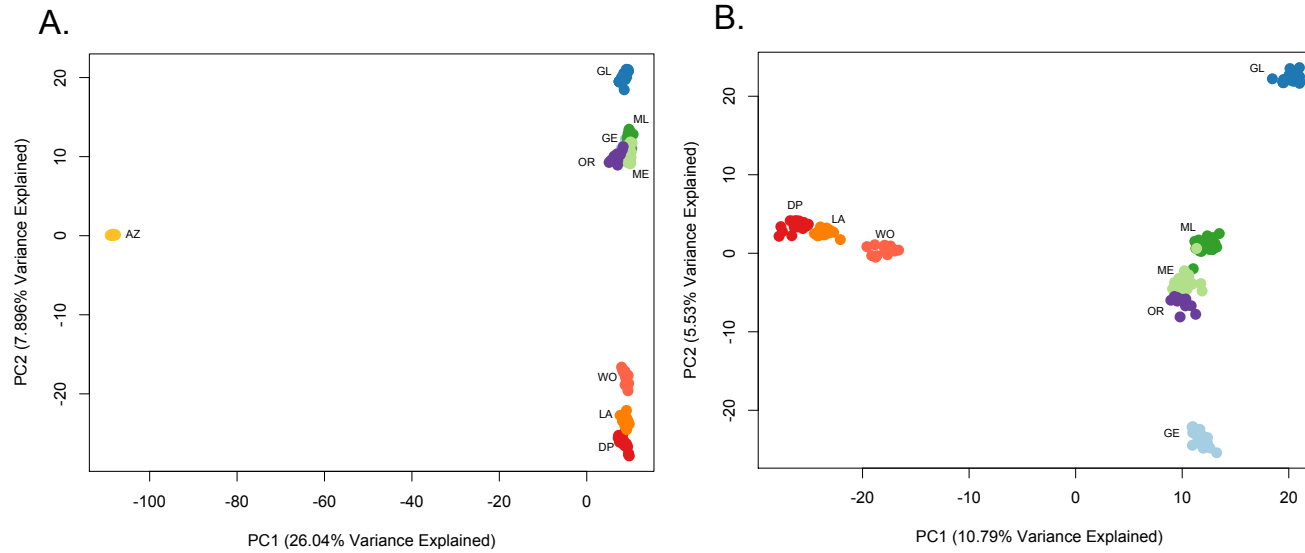 A.
20
10
0
-10
-20
PC2 (7.896% Variance Explained)
GL
ML
GE
OR
ME
AZ
WO
LA
DP
-100
-80
-60
-40
-20
0
PC1 (26.04% Variance Explained)
B.
20
10
0
-10
-20
PC2 (5.53% Variance Explained)
GL
DP
LA
WO
ML
ME
OR
GE
-20
-10
0
10
20
PC1 (10.79% Variance Explained)